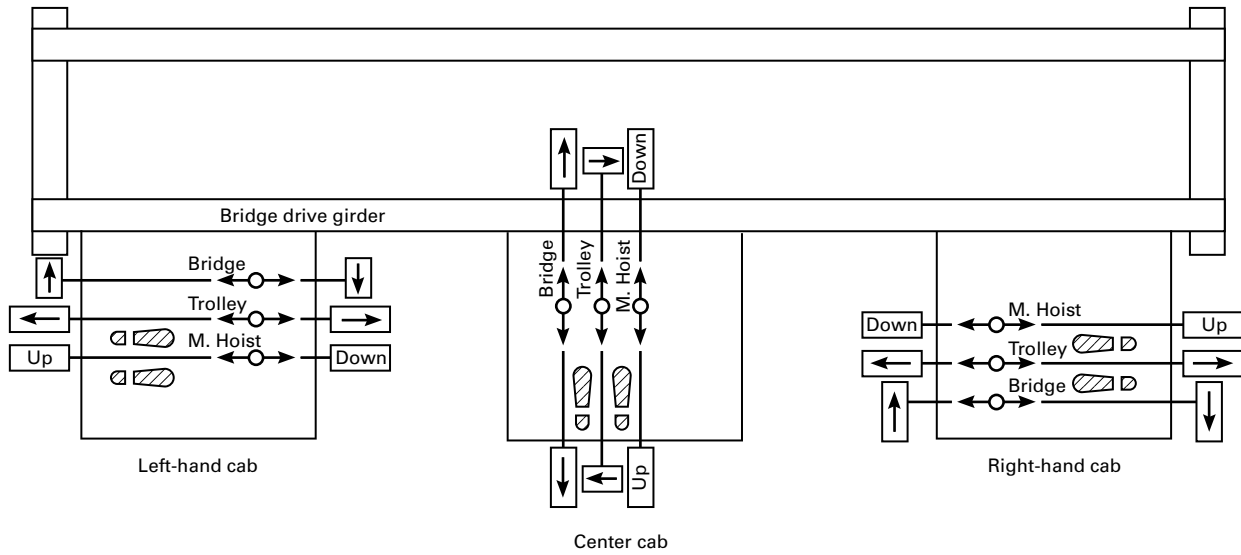 Down
Bridge drive girder
Bridge
Trolley
M. Hoist
Up
Down
Left-hand cab
Bridge
Trolley
M. Hoist
Up
Center cab
M. Hoist
Down
Up
Trolley
Bridge
Right-hand cab